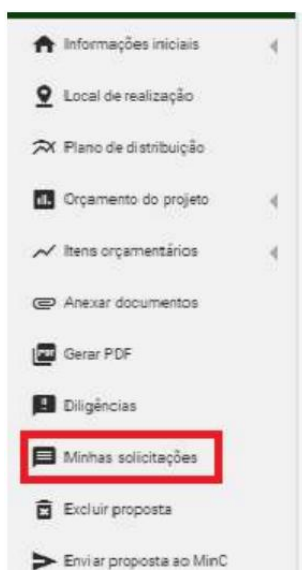 Informações iniciais
Local de realização
Plano de distribuição
Orçamento do projeto
Itens orçamentários
Anexar documentos
PDF Gerar PDF
Diligências
Minhas solicitações
Excluir proposta
Enviar proposta ao MinC